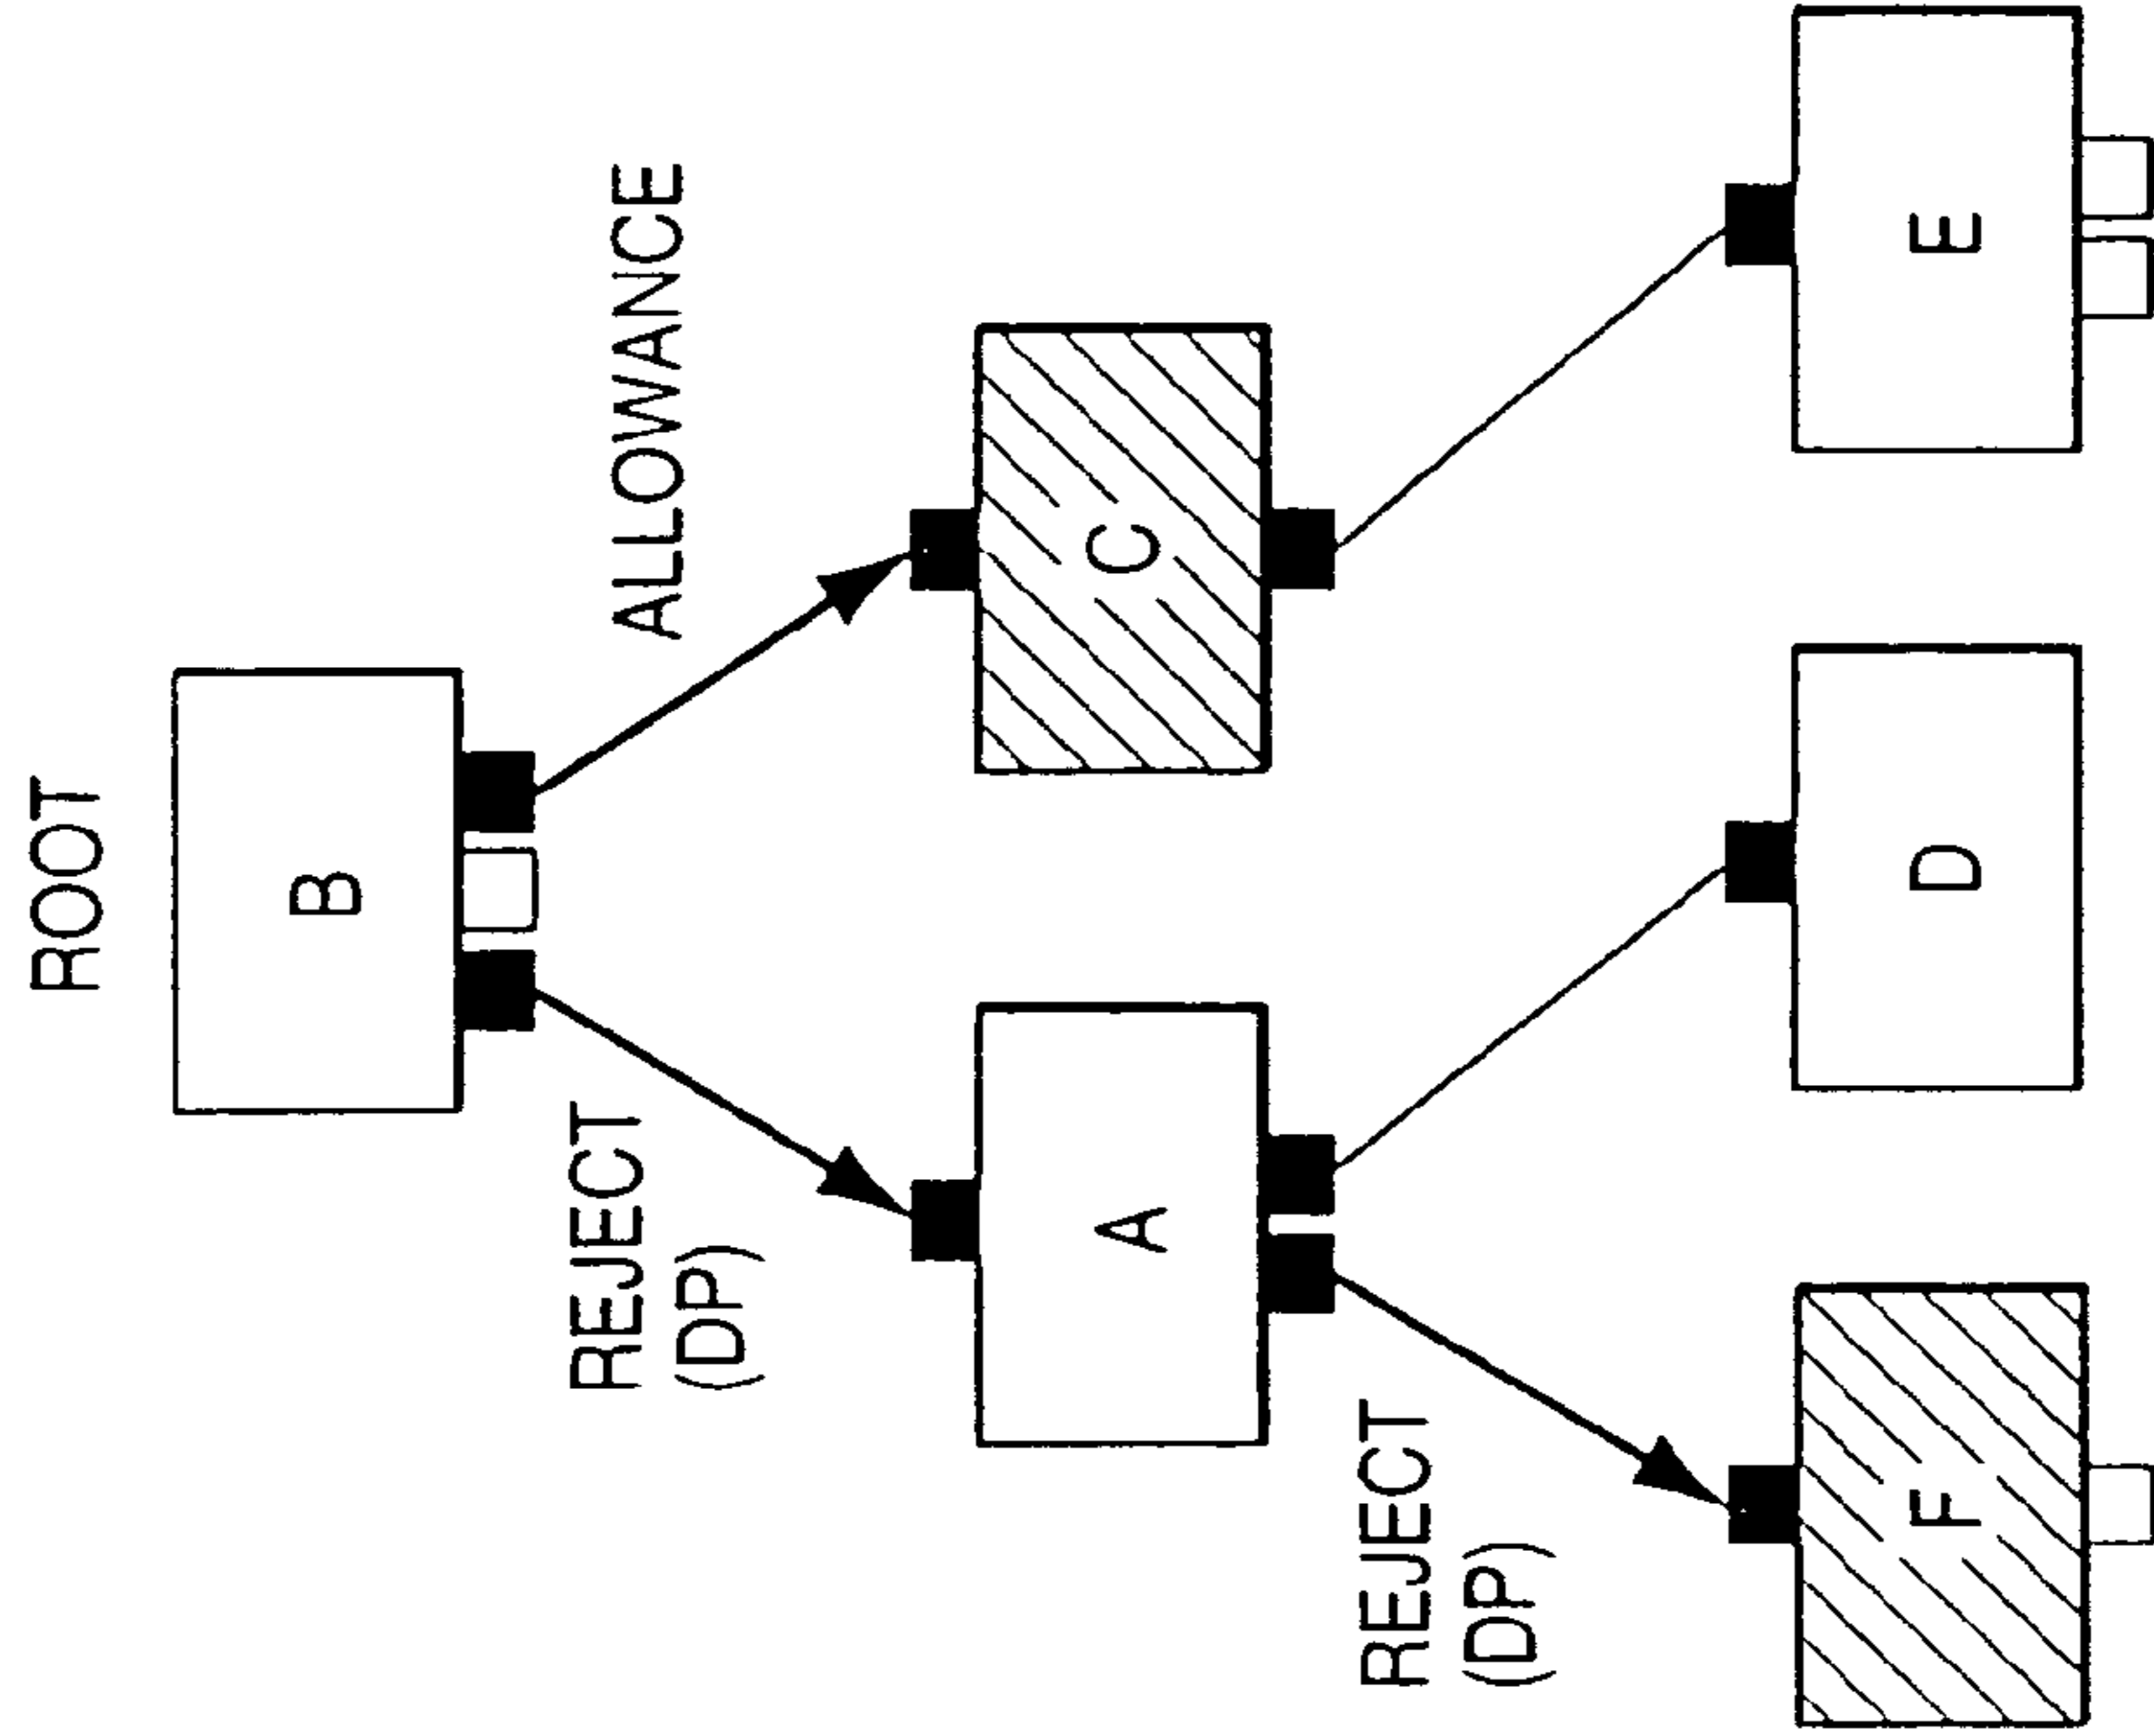 ROOT
B
REJECT
(DP)
ALLOWANCE
A
C
REJECT
(DP)
F
D
E